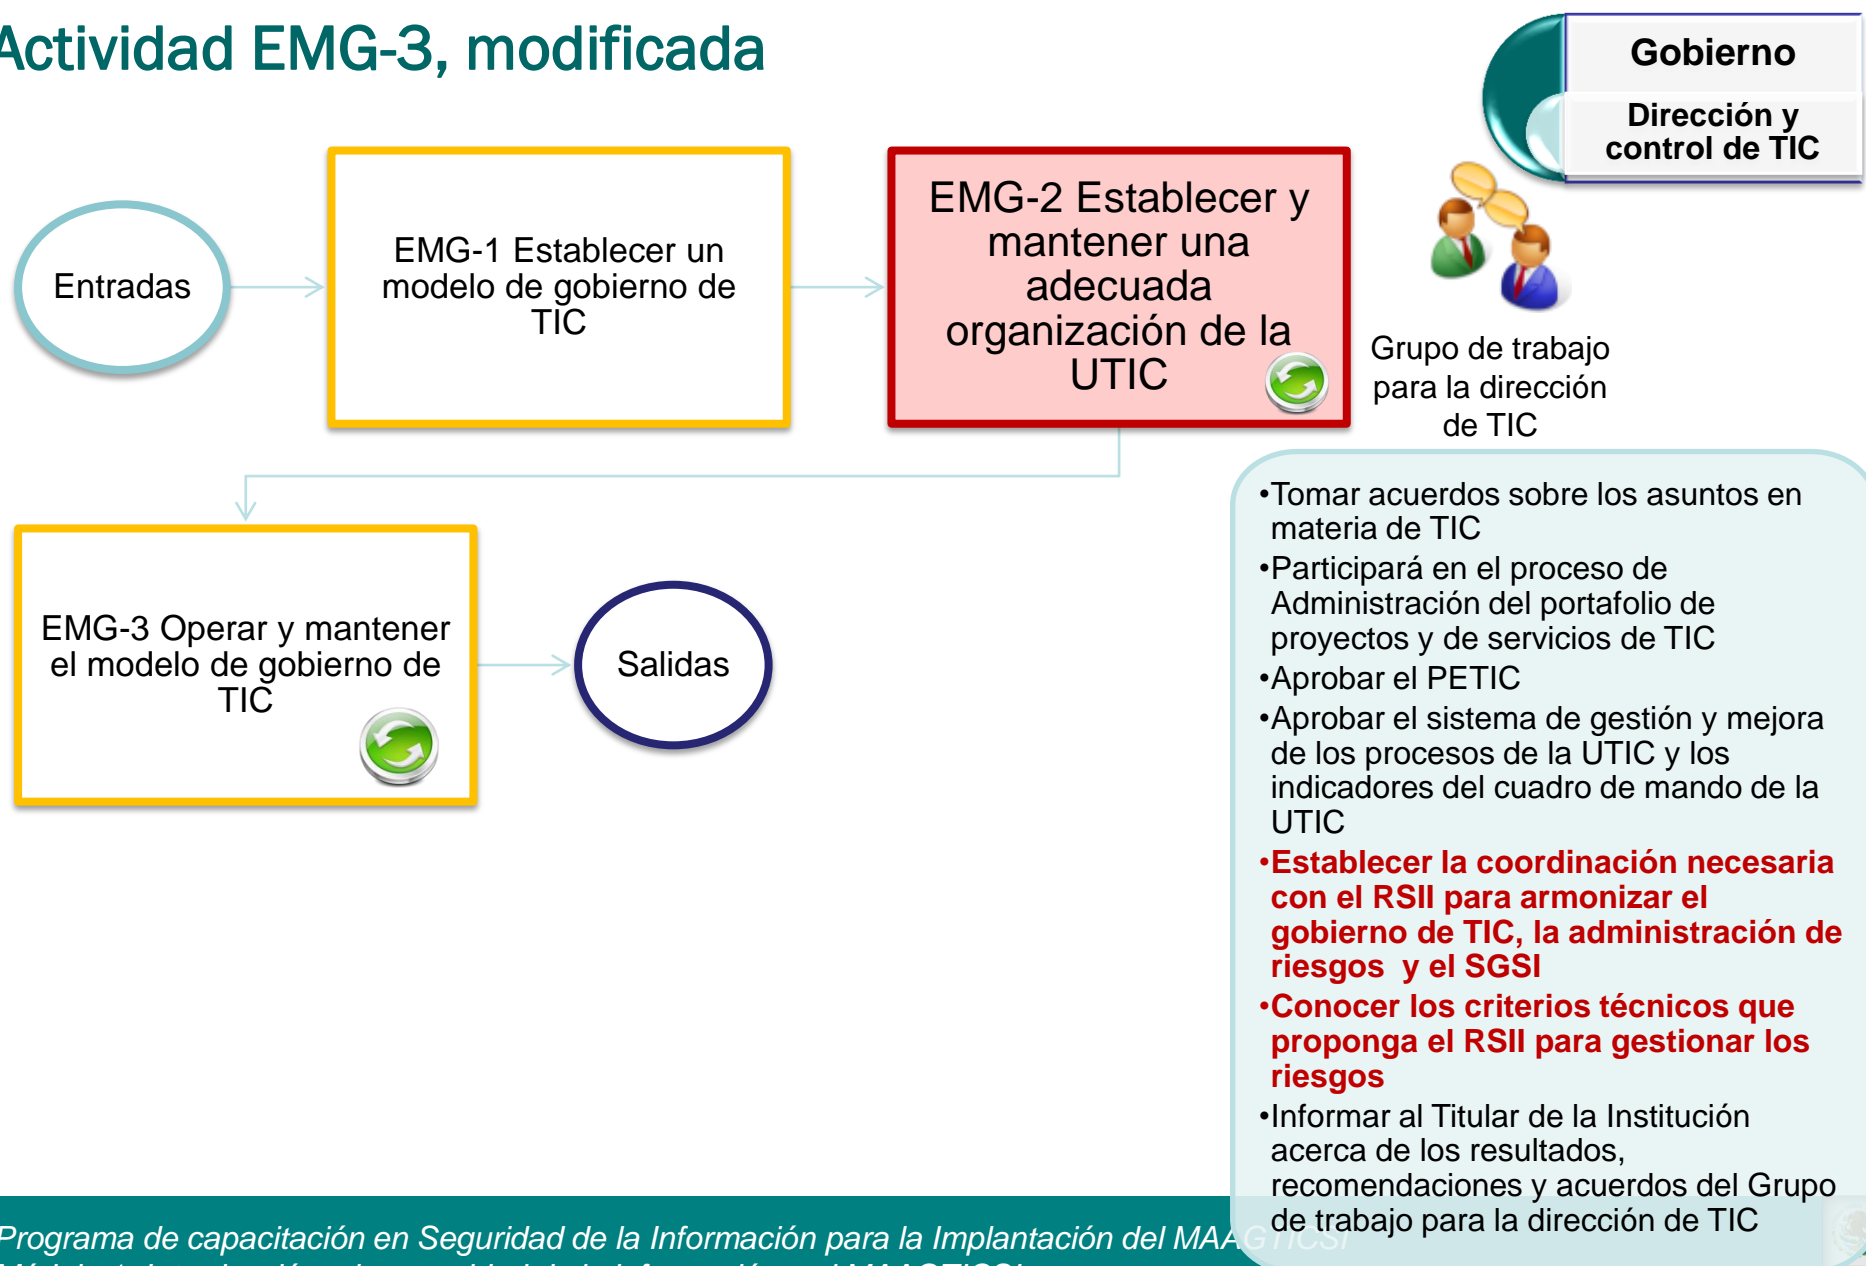 Actividad EMG-3, modificada
Gobierno
Dirección y
control de TIC
Entradas
EMG-1 Establecer un
modelo de gobierno de
TIC
EMG-2 Establecer y
mantener una
adecuada
organización de la
UTIC
Grupo de trabajo
para la dirección
de TIC
EMG-3 Operar y mantener
el modelo de gobierno de
TIC
Salidas
•Tomar acuerdos sobre los asuntos en
materia de TIC
•Participará en el proceso de
Administración del portafolio de
proyectos y de servicios de TIC
•Aprobar el PETIC
•Aprobar el sistema de gestión y mejora
de los procesos de la UTIC y los
indicadores del cuadro de mando de la
UTIC
•Establecer la coordinación necesaria
con el RSII para armonizar el
gobierno de TIC, la administración de
riesgos y el SGSI
•Conocer los criterios técnicos que
proponga el RSII para gestionar los
riesgos
•Informar al Titular de la Institución
acerca de los resultados,
recomendaciones y acuerdos del Grupo
de trabajo para la dirección de TIC
Programa de capacitación en Seguridad de la Información para la Implantación del MAAGTICSI